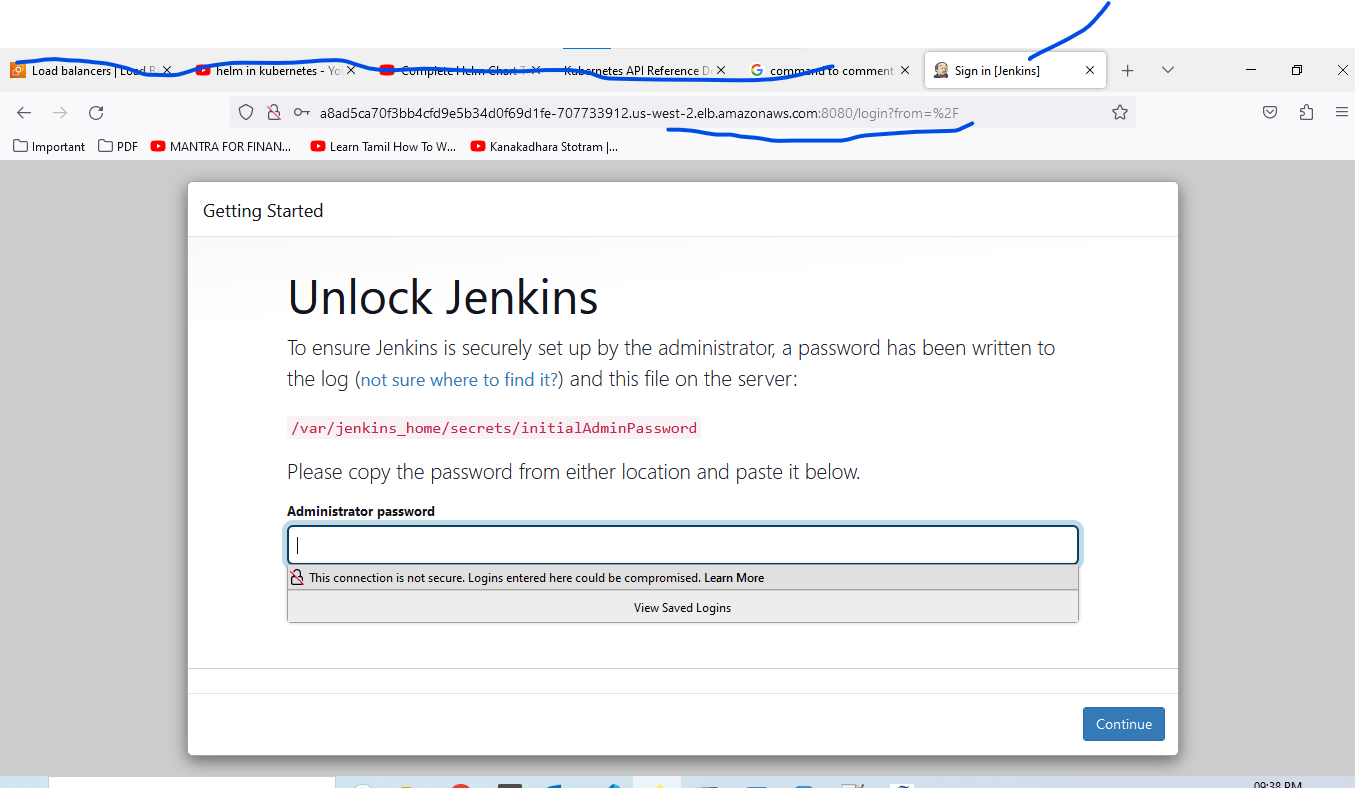 Load balancers | Load B
helm in kubernetes - Yo
Complete Helm Chart T
Kubernetes API Reference Do
command to comment
Sign in [Jenkins]
a8ad5ca70f3bb4cfd9e5b34d0f69d1fe-707733912.us-west-2.elb.amazonaws.com:8080/login?from=%2F
Important PDF MANTRA FOR FINAN... Learn Tamil How To W... Kanakadhara Stotram |...
Getting Started
Unlock Jenkins
To ensure Jenkins is securely set up by the administrator, a password has been written to
the log (not sure where to find it?) and this file on the server:
/var/jenkins_home/secrets/initialAdminPassword
Please copy the password from either location and paste it below.
Administrator password
This connection is not secure. Logins entered here could be compromised. Learn More
View Saved Logins
Continue
09:38 PM